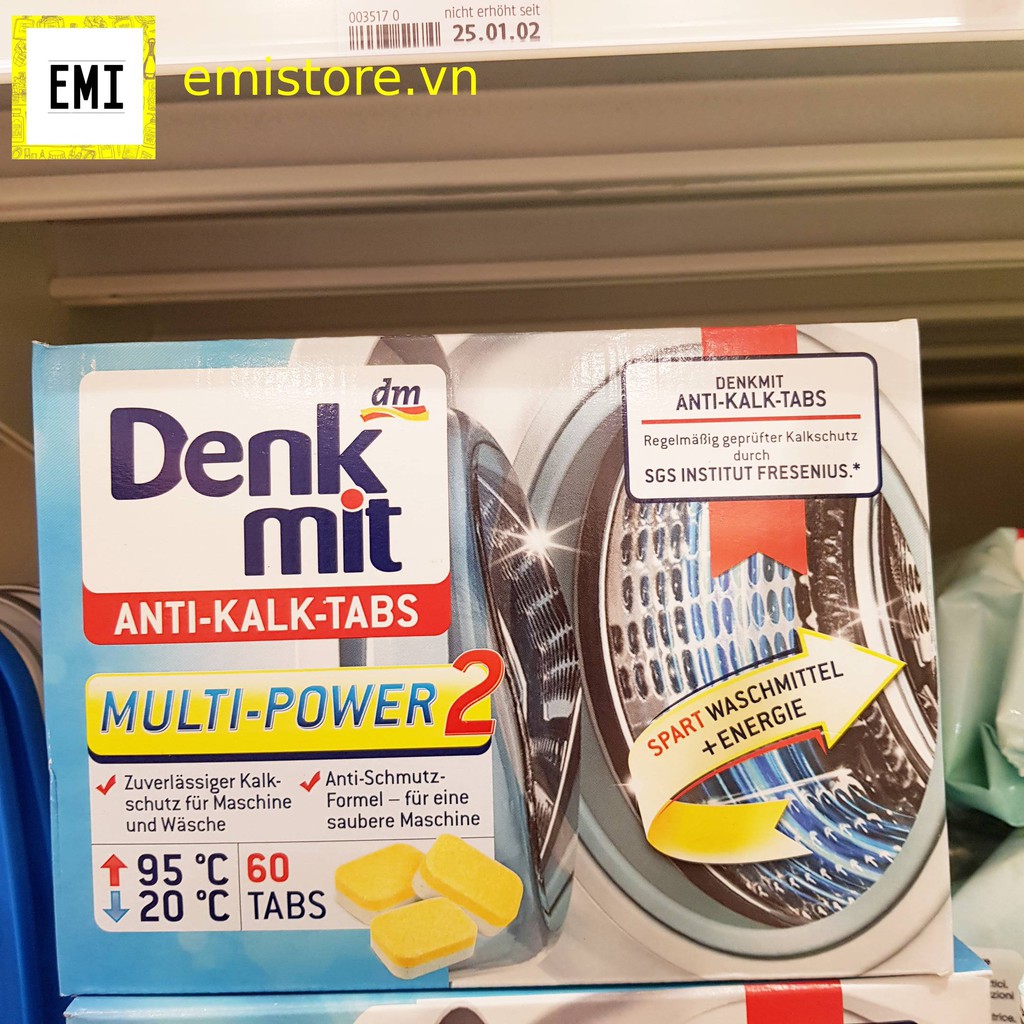 003517 0
nicht erhöht seit
25.01.02
EMI
emistore.vn
dm
Denk
mit
ANTI-KALK-TABS
MULTI-POWER 2
Zuverlässiger Kalk-
schutz für Maschine
und Wäsche
Anti-Schmutz-
Formel – für eine
saubere Maschine
95 °C
20 °C
60
TABS
DENKMIT
ANTI-KALK-TABS
Regelmäßig geprüfter Kalkschutz
durch
SGS INSTITUT FRESENIUS.*
SPART WASCHMITTEL
+ENERGIE